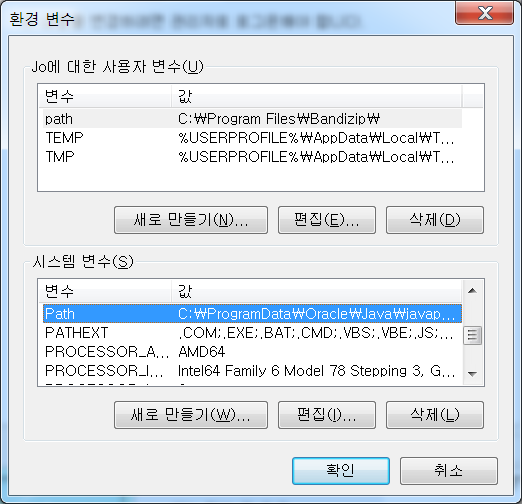 환경 변수
Jo에 대한 사용자 변수(U)
변수 값
path C:₩Program Files₩Bandizip₩
TEMP %USERPROFILE%₩AppData₩Local₩T...
TMP %USERPROFILE%₩AppData₩Local₩T...
새로 만들기(N)... 편집(E)... 삭제(D)
시스템 변수(S)
변수 값
Path C:₩ProgramData₩Oracle₩Java₩javap...
PATHEXT .COM;.EXE;.BAT;.CMD;.VBS;.VBE;.JS;...
PROCESSOR_A... AMD64
PROCESSOR_I... Intel64 Family 6 Model 78 Stepping 3, G...
새로 만들기(W)... 편집(I)... 삭제(L)
확인 취소